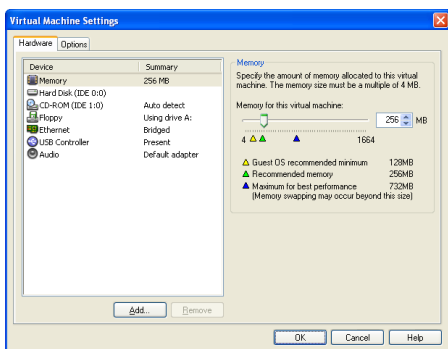 Virtual Machine Settings
Hardware Options
Device Summary
Memory 256 MB
Hard Disk (IDE 0:0)
CD-ROM (IDE 1:0) Auto detect
Floppy Using drive A:
Ethernet Bridged
USB Controller Present
Audio Default adapter
Add... Remove
Memory
Specify the amount of memory allocated to this virtual
machine. The memory size must be a multiple of 4 MB.
Memory for this virtual machine:
256 MB
4 1664
Guest OS recommended minimum 128MB
Recommended memory 256MB
Maximum for best performance 732MB
(Memory swapping may occur beyond this size)
OK Cancel Help